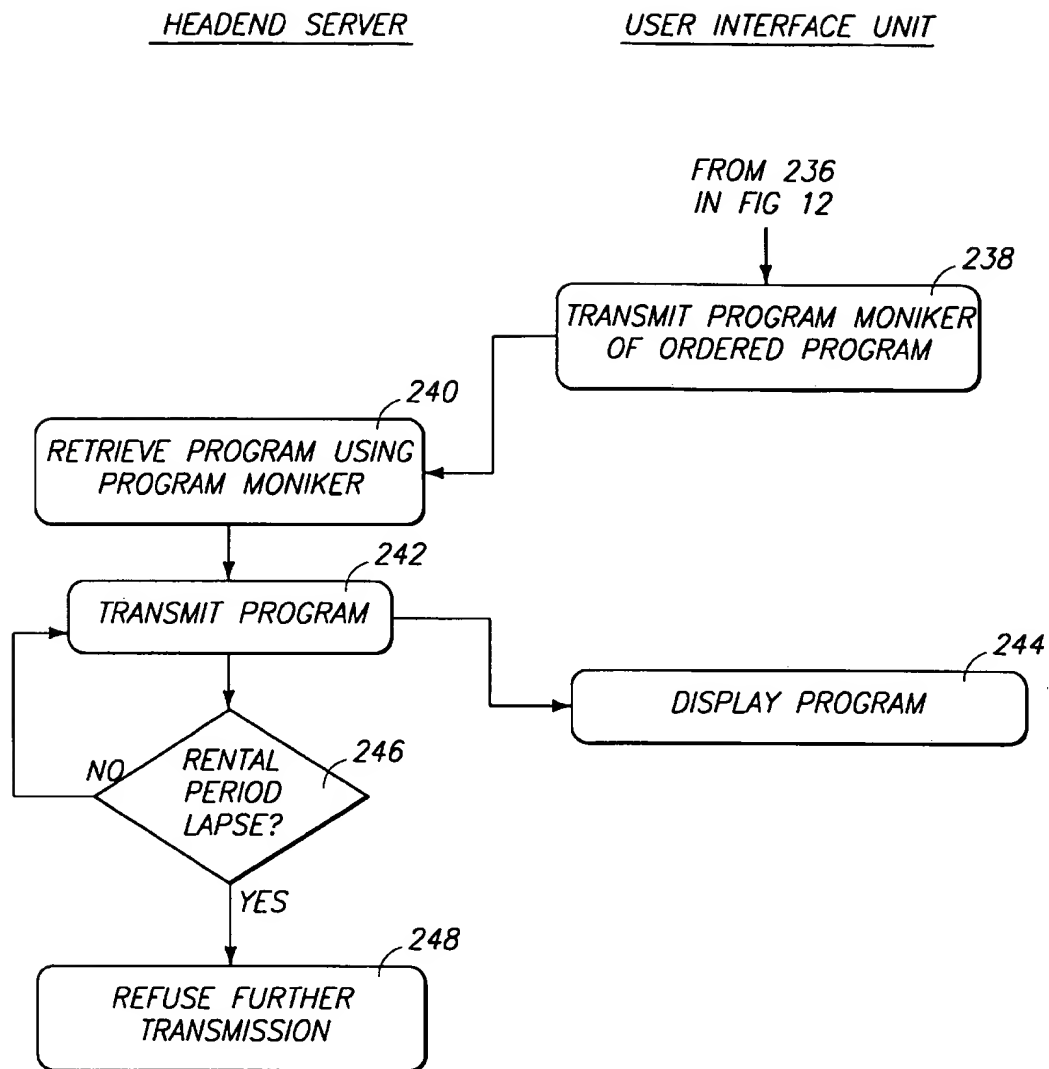 HEADEND SERVER
USER INTERFACE UNIT
FROM 236
IN FIG 12
238
TRANSMIT PROGRAM MONIKER
OF ORDERED PROGRAM
240
RETRIEVE PROGRAM USING
PROGRAM MONIKER
242
TRANSMIT PROGRAM
244
DISPLAY PROGRAM
246
NO
RENTAL
PERIOD
LAPSE?
YES
248
REFUSE FURTHER
TRANSMISSION